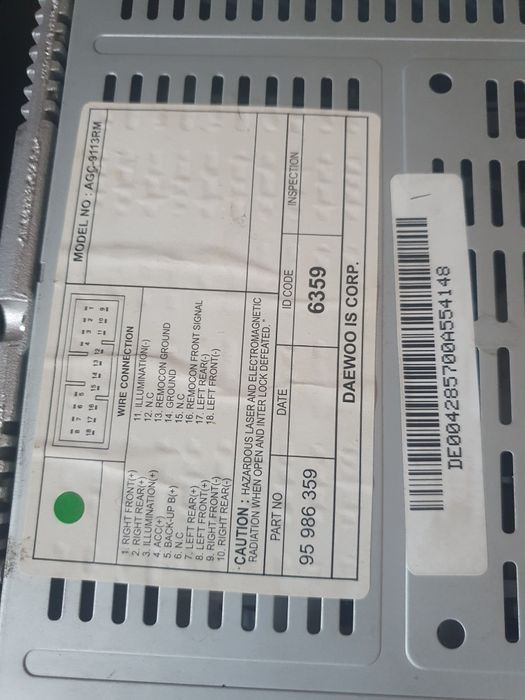 MODEL NO : AGC-9113RM
WIRE CONNECTION
1. RIGHT FRONT(+)
2. RIGHT REAR(+)
3. ILLUMINATION(+)
4. ACC(+)
5. BACK-UP B(+)
6. N.C
7. LEFT REAR(+)
8. LEFT FRONT(+)
9. RIGHT FRONT(-)
10. RIGHT REAR(-)
11. ILLUMINATION(-)
12. N.C
13. REMOCON GROUND
14. GROUND
15. N.C
16. REMOCON FRONT SIGNAL
17. LEFT REAR(-)
18. LEFT FRONT(-)
CAUTION : HAZARDOUS LASER AND ELECTROMAGNETIC
RADIATION WHEN OPEN AND INTER LOCK DEFEATED."
PART NO DATE ID CODE INSPECTION
95 986 359 6359
DAEWOO IS CORP.
DE004285700A554148